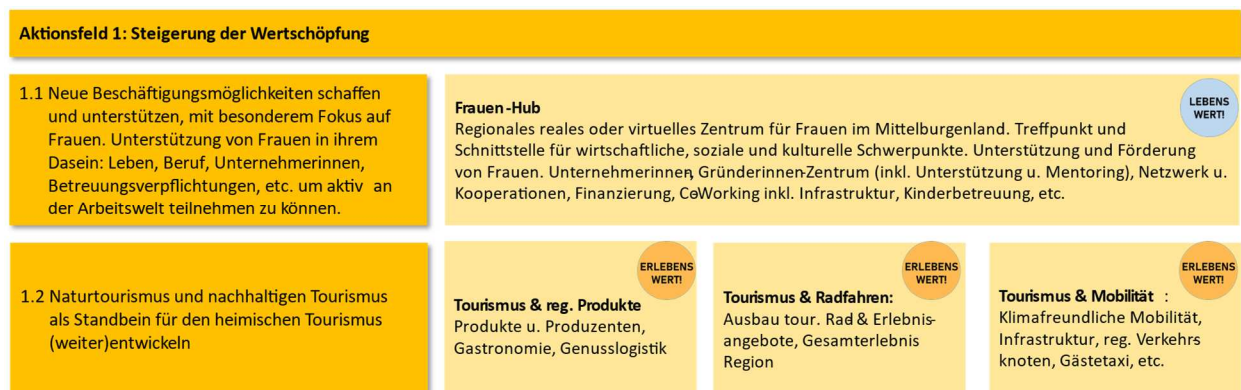 Aktionsfeld 1: Steigerung der Wertschöpfung
1.1 Neue Beschäftigungsmöglichkeiten schaffen
und unterstützen, mit besonderem Fokus auf
Frauen. Unterstützung von Frauen in ihrem
Dasein: Leben, Beruf, Unternehmerinnen,
Betreuungsverpflichtungen, etc. um aktiv an
der Arbeitswelt teilnehmen zu können.
LEBENS
WERT!
Frauen-Hub
Regionales reales oder virtuelles Zentrum für Frauen im Mittelburgenland. Treffpunkt und
Schnittstelle für wirtschaftliche, soziale und kulturelle Schwerpunkte. Unterstützung und Förderung
von Frauen. Unternehmerinnen, Gründerinnen-Zentrum (inkl. Unterstützung u. Mentoring), Netzwerk u.
Kooperationen, Finanzierung, Co-Working inkl. Infrastruktur, Kinderbetreuung, etc.
1.2 Naturtourismus und nachhaltigen Tourismus
als Standbein für den heimischen Tourismus
(weiter)entwickeln
ERLEBENS
WERT!
Tourismus & reg. Produkte
Produkte u. Produzenten,
Gastronomie, Genusslogistik
ERLEBENS
WERT!
Tourismus & Radfahren:
Ausbau tour. Rad- & Erlebnis-
angebote, Gesamterlebnis
Region
ERLEBENS
WERT!
Tourismus & Mobilität :
Klimafreundliche Mobilität,
Infrastruktur, reg. Verkehrs-
knoten, Gästetaxi, etc.